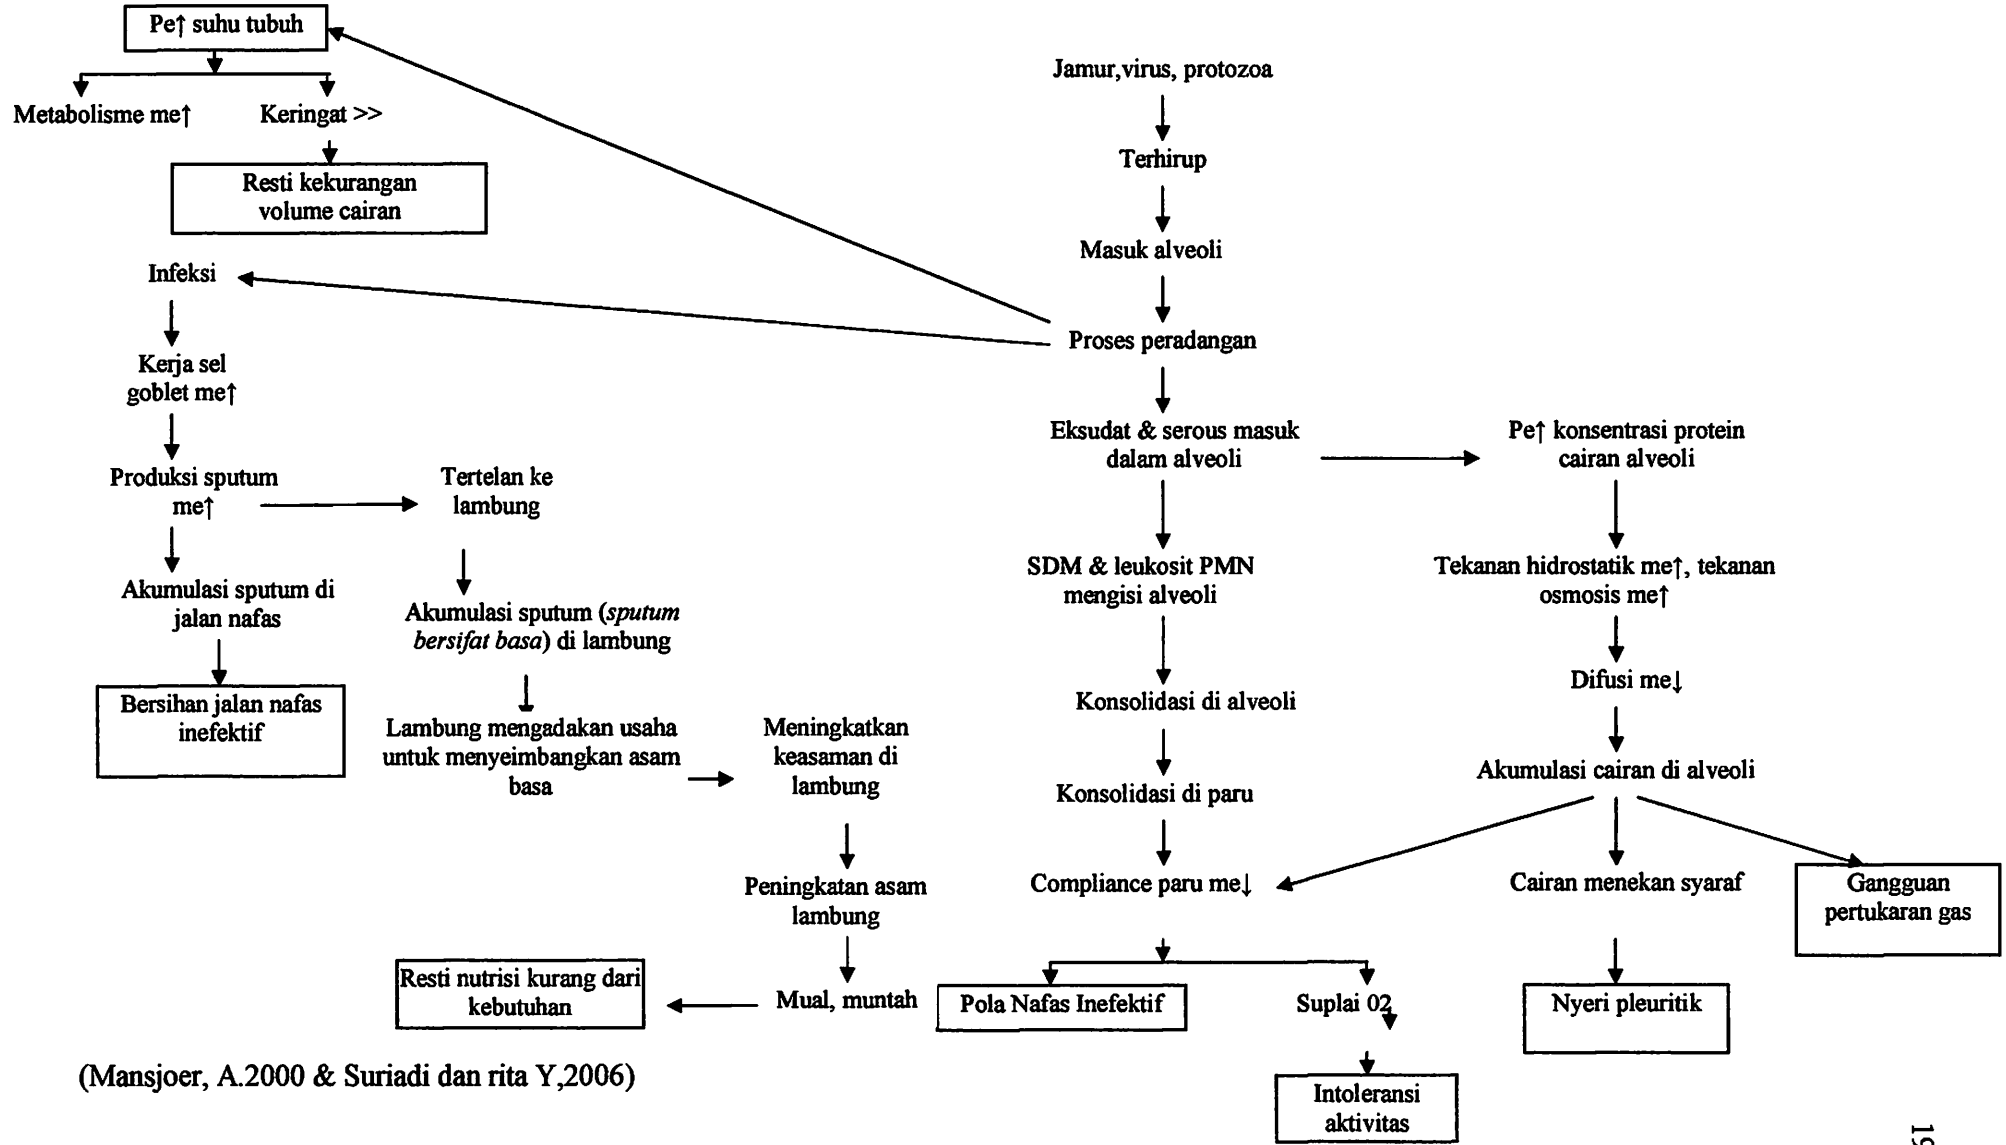 Pe↑ suhu tubuh
Metabolisme me↑
Keringat >>
Resti kekurangan
volume cairan
Jamur,virus, protozoa
Terhirup
Masuk alveoli
Proses peradangan
Infeksi
Kerja sel
goblet me↑
Produksi sputum
me↑
Tertelan ke
lambung
Akumulasi sputum di
jalan nafas
Bersihan jalan nafas
inefektif
Akumulasi sputum (sputum
bersifat basa) di lambung
Lambung mengadakan usaha
untuk menyeimbangkan asam
basa
Meningkatkan
keasaman di
lambung
Peningkatan asam
lambung
Mual, muntah
Resti nutrisi kurang dari
kebutuhan
Eksudat & serous masuk
dalam alveoli
SDM & leukosit PMN
mengisi alveoli
Konsolidasi di alveoli
Konsolidasi di paru
Compliance paru me↓
Pola Nafas Inefektif
Suplai 02
Intoleransi
aktivitas
Pe↑ konsentrasi protein
cairan alveoli
Tekanan hidrostatik me↑, tekanan
osmosis me↑
Difusi me↓
Akumulasi cairan di alveoli
Cairan menekan syaraf
Nyeri pleuritik
Gangguan
pertukaran gas
(Mansjoer, A.2000 & Suriadi dan rita Y,2006)